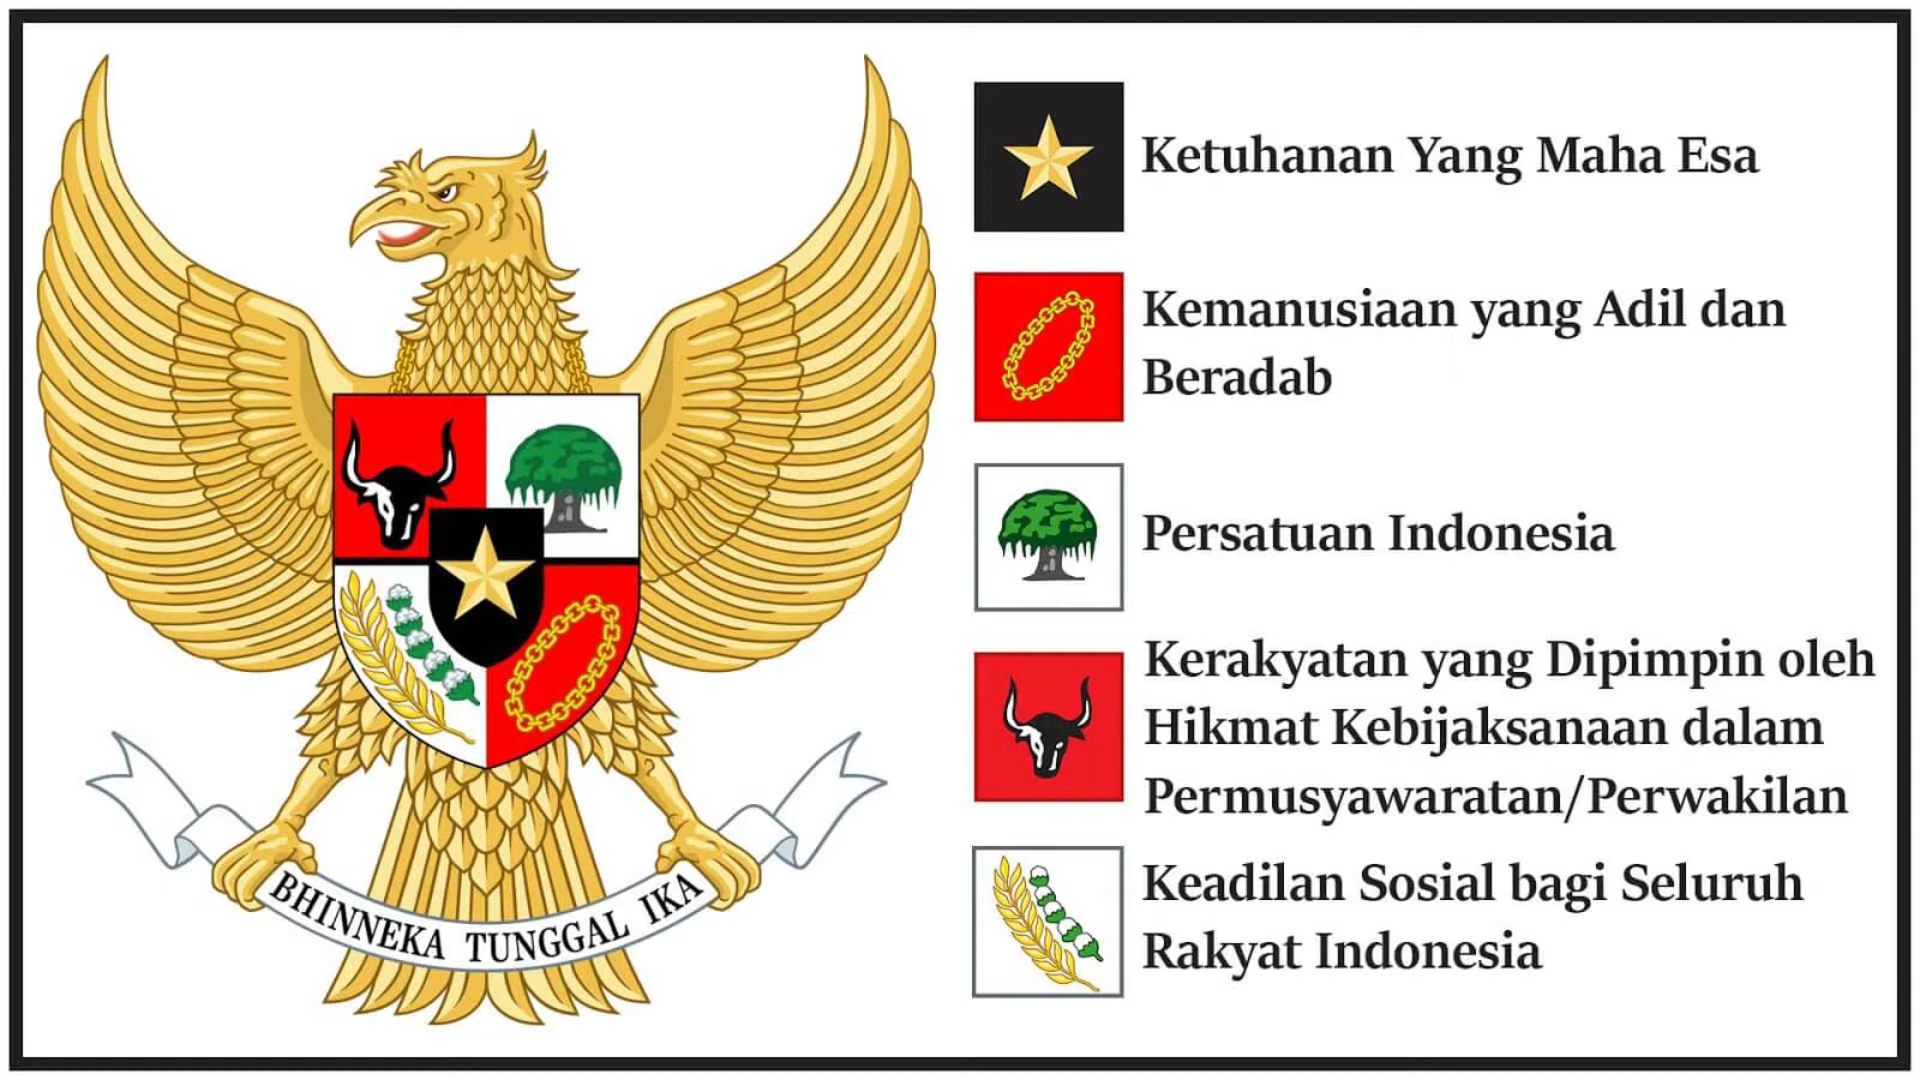 BHINNEKA TUNGGAL IKA
Ketuhanan Yang Maha Esa
Kemanusiaan yang Adil dan
Beradab
Persatuan Indonesia
Kerakyatan yang Dipimpin oleh
Hikmat Kebijaksanaan dalam
Permusyawaratan/Perwakilan
Keadilan Sosial bagi Seluruh
Rakyat Indonesia